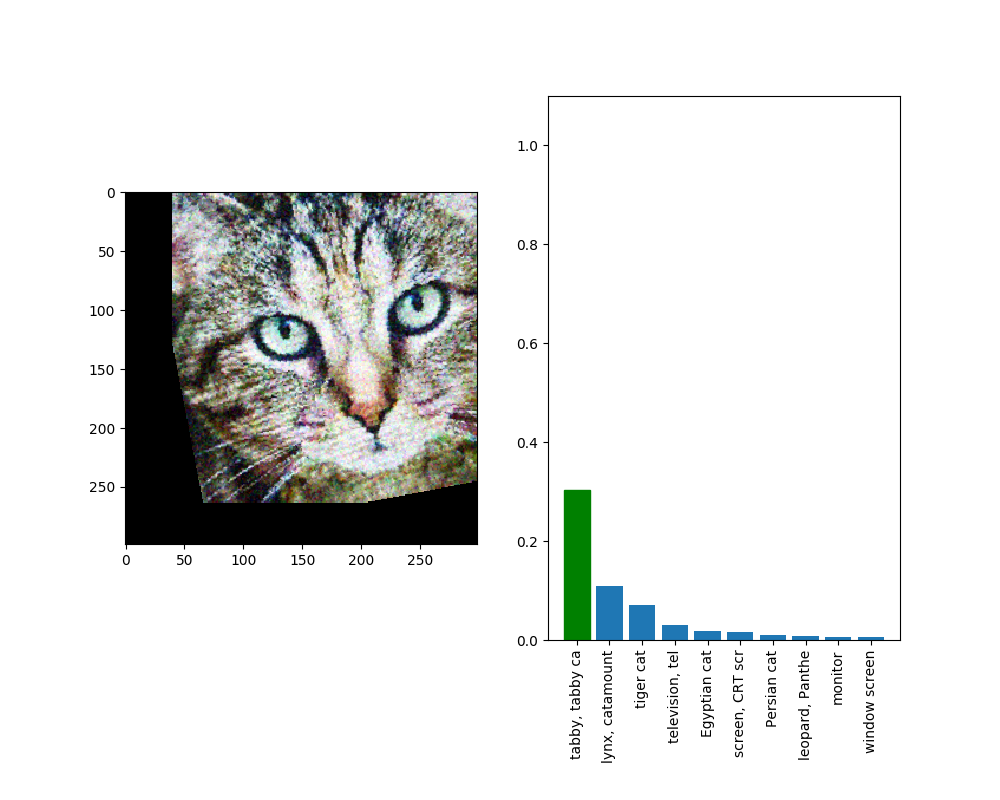 0
50
100
150
200
250
0
50
100
150
200
250
1.0
0.8
0.6
0.4
0.2
0.0
tabby, tabby ca
lynx, catamount
tiger cat
television, tel
Egyptian cat
screen, CRT scr
Persian cat
leopard, Panthe
monitor
window screen